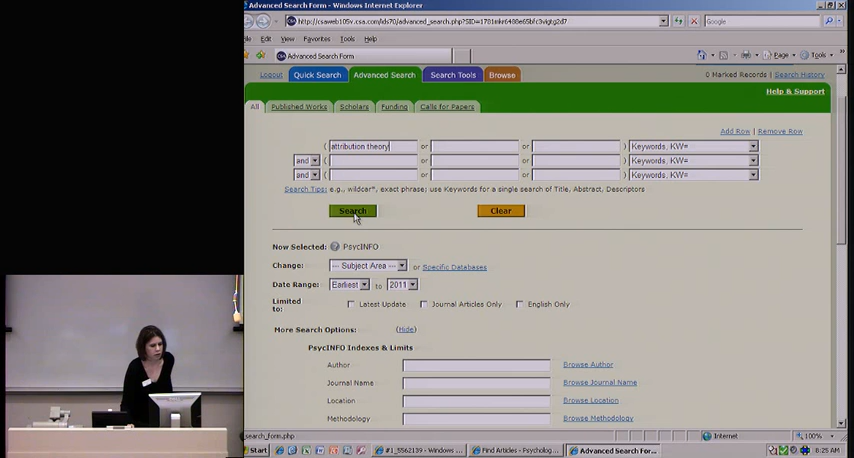 Advanced Search Form - Windows Internet Explorer
http://csaweb105v.csa.com/ids70/advanced_search.php?SID=1781mkr6488e65bfc3vigtg2d7
Google
Edit View Favorites Tools Help
Advanced Search Form
Page Tools
Logout Quick Search Advanced Search Search Tools Browse
0 Marked Records | Search History
Help & Support
All Published Works Scholars Funding Calls for Papers
Add Row | Remove Row
( attribution theory or or ) Keywords, KW=
and ( or or ) Keywords, KW=
and ( or or ) Keywords, KW=
Search Tips: e.g., wildcar*, exact phrase; use Keywords for a single search of Title, Abstract, Descriptors
Search Clear
Now Selected: ? PsycINFO
Change: --- Subject Area --- or Specific Databases
Date Range: Earliest to 2011
Limited to: Latest Update Journal Articles Only English Only
More Search Options: (Hide)
PsycINFO Indexes & Limits
Author Browse Author
Journal Name Browse Journal Name
Location Browse Location
Methodology Browse Methodology
search_form.php
Internet 100%
Start #1_5562139 - Windows ... Find Articles - Psycholog... Advanced Search For... 8:25 AM